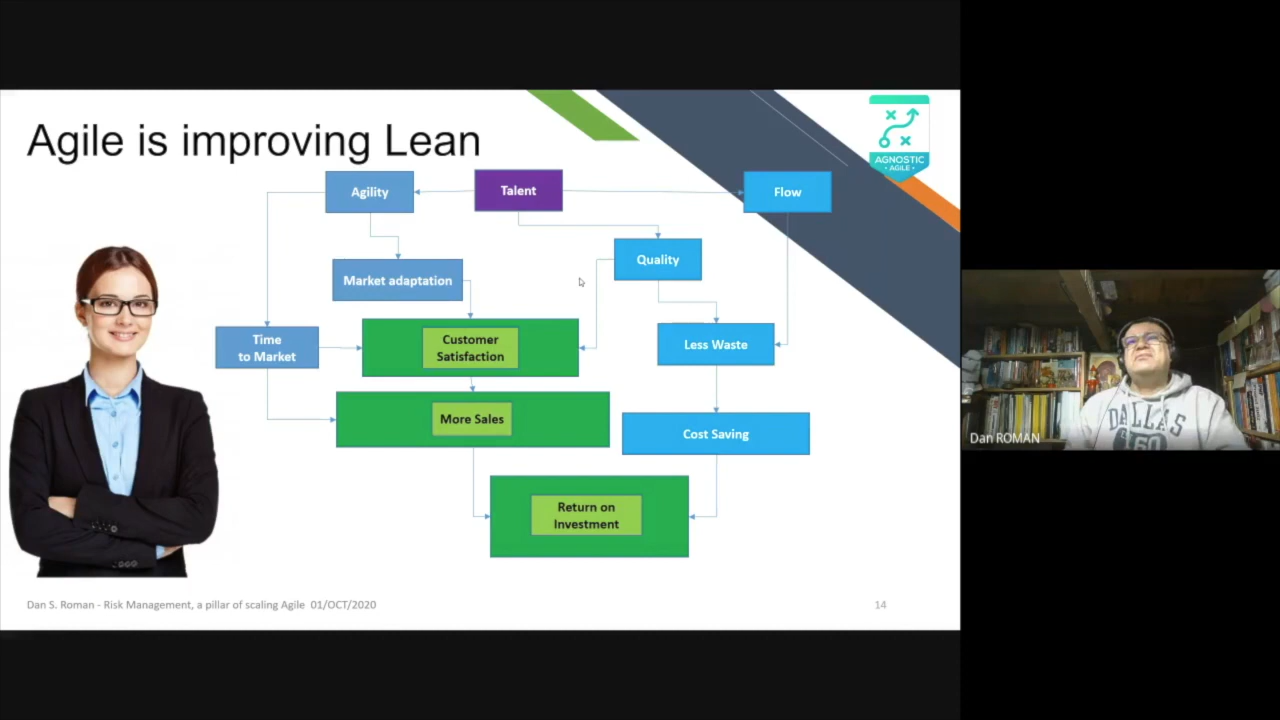 Agile is improving Lean
AGNOSTIC
• AGILE •
Agility
Talent
Flow
Quality
Market adaptation
Time
to Market
Customer
Satisfaction
Less Waste
More Sales
Cost Saving
Return on
Investment
Dan S. Roman - Risk Management, a pillar of scaling Agile 01/OCT/2020
14
DALLAS
Dan ROMAN